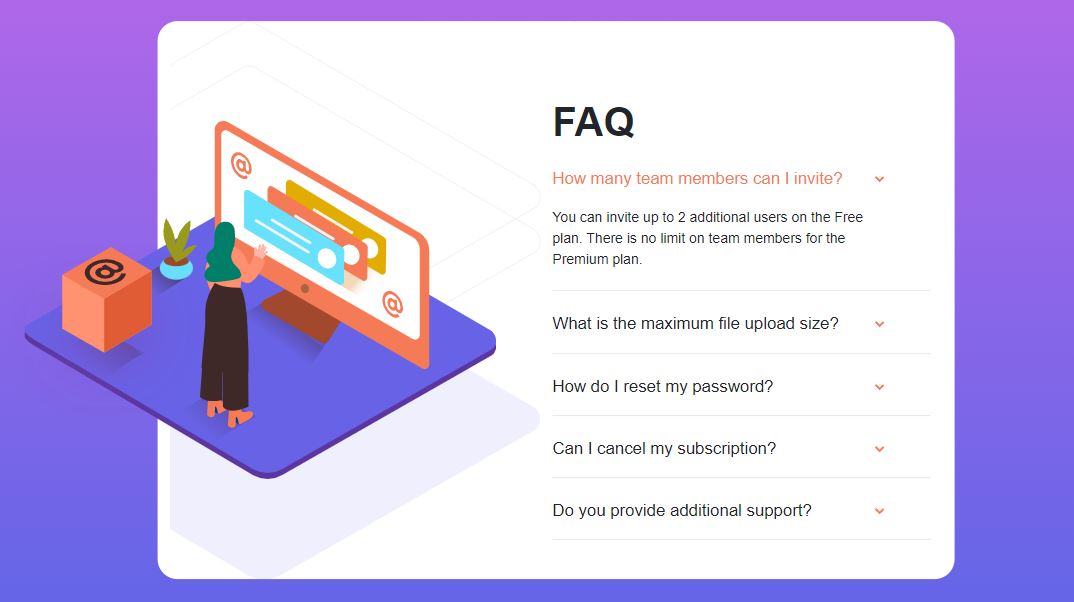 @
@
@
FAQ
How many team members can I invite?
You can invite up to 2 additional users on the Free
plan. There is no limit on team members for the
Premium plan.
What is the maximum file upload size?
How do I reset my password?
Can I cancel my subscription?
Do you provide additional support?